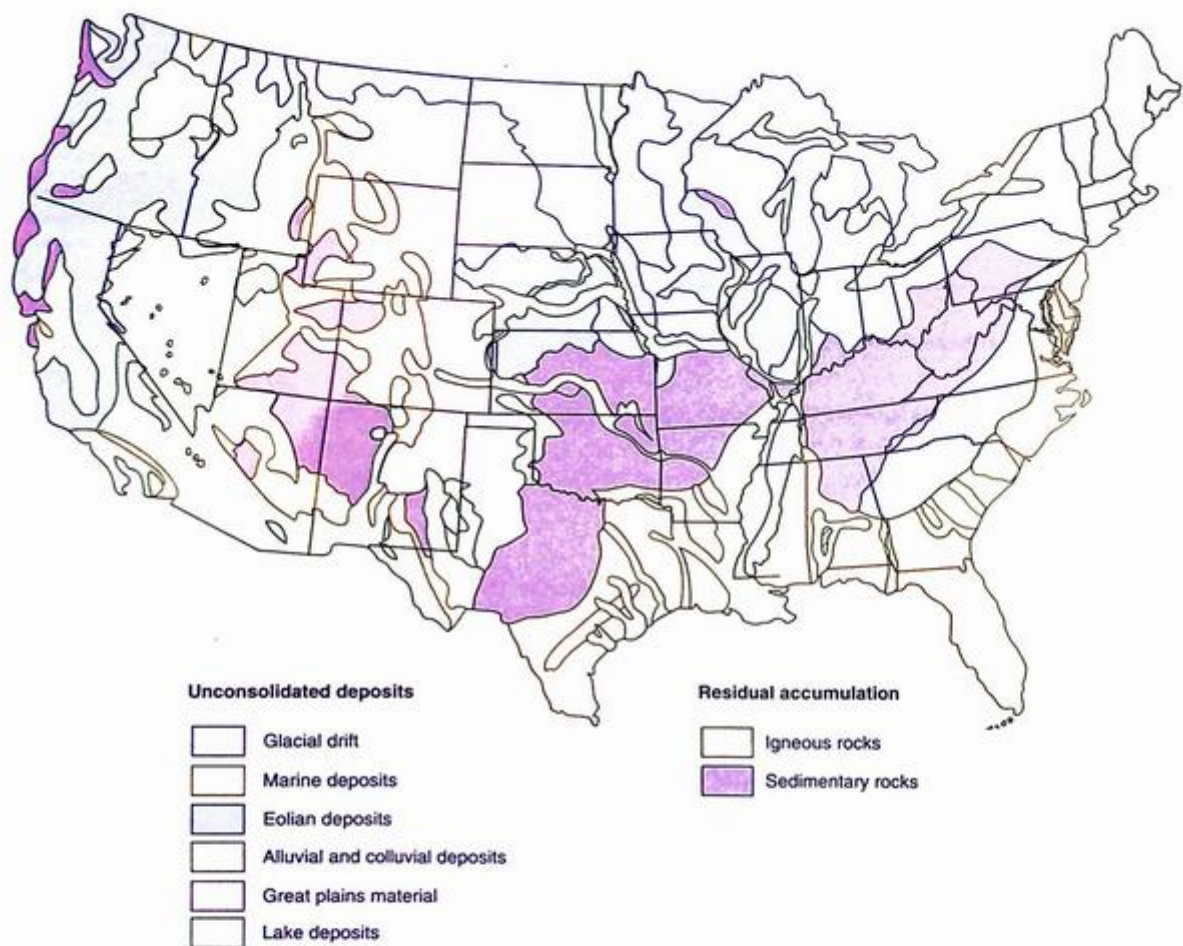 Unconsolidated deposits
Glacial drift
Marine deposits
Eolian deposits
Alluvial and colluvial deposits
Great plains material
Lake deposits
Residual accumulation
Igneous rocks
Sedimentary rocks